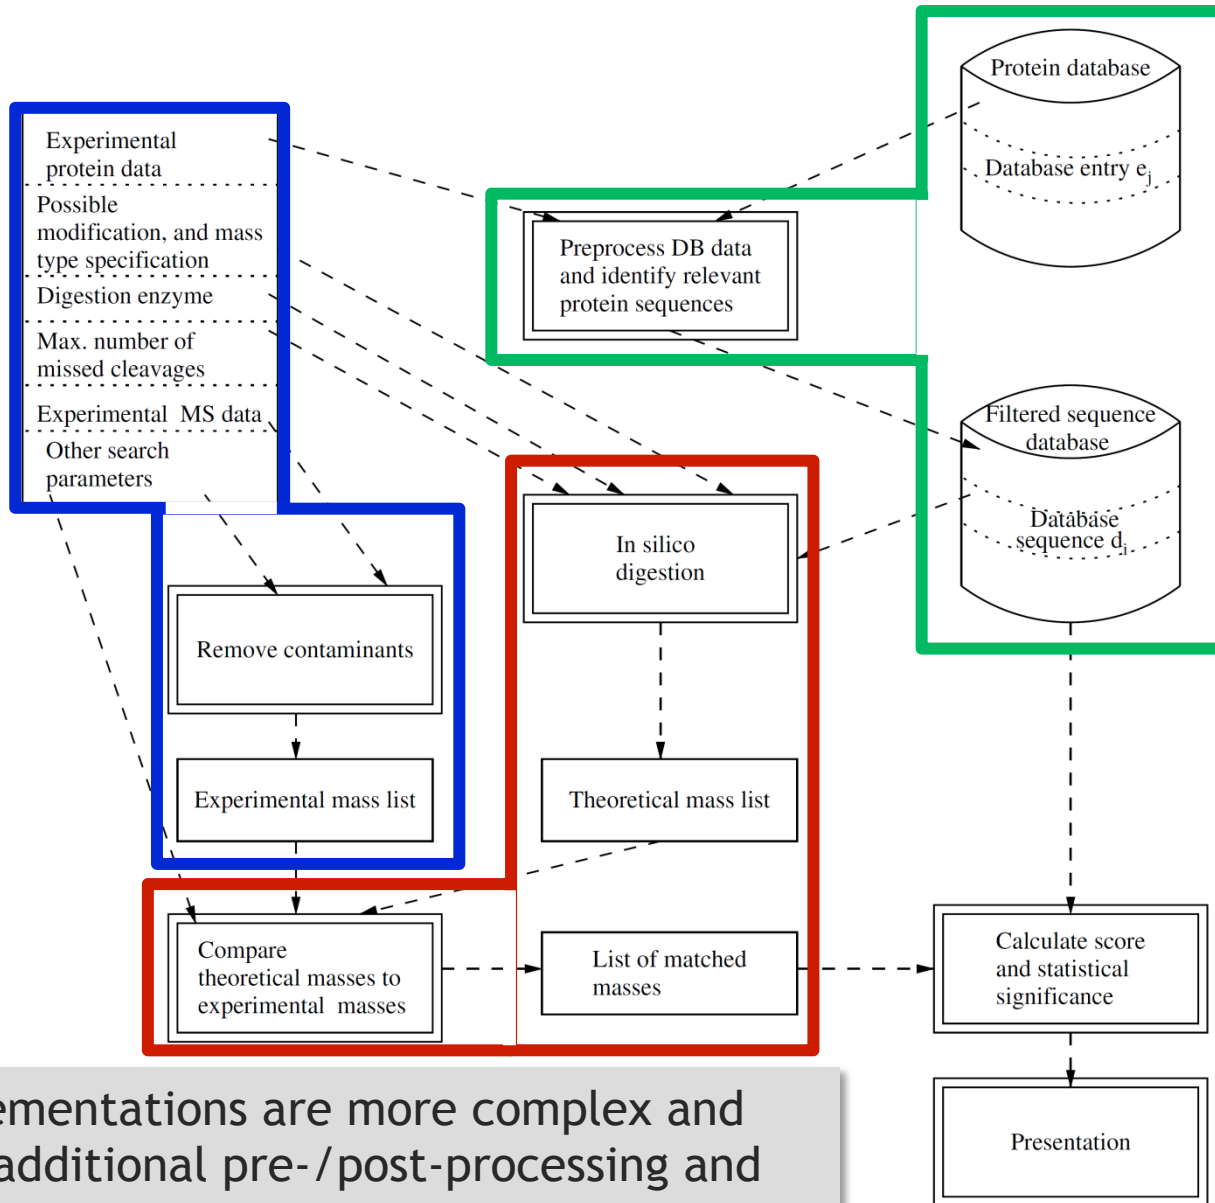 Protein database
Database entry e_j
Experimental
protein data
Possible
modification, and mass
type specification
Digestion enzyme
Max. number of
missed cleavages
Experimental MS data
Other search
parameters
Preprocess DB data
and identify relevant
protein sequences
Filtered sequence
database
Database
sequence d_i
In silico
digestion
Remove contaminants
Experimental mass list
Theoretical mass list
Compare
theoretical masses to
experimental masses
List of matched
masses
Calculate score
and statistical
significance
Presentation
ementations are more complex and
additional pre-/post-processing and